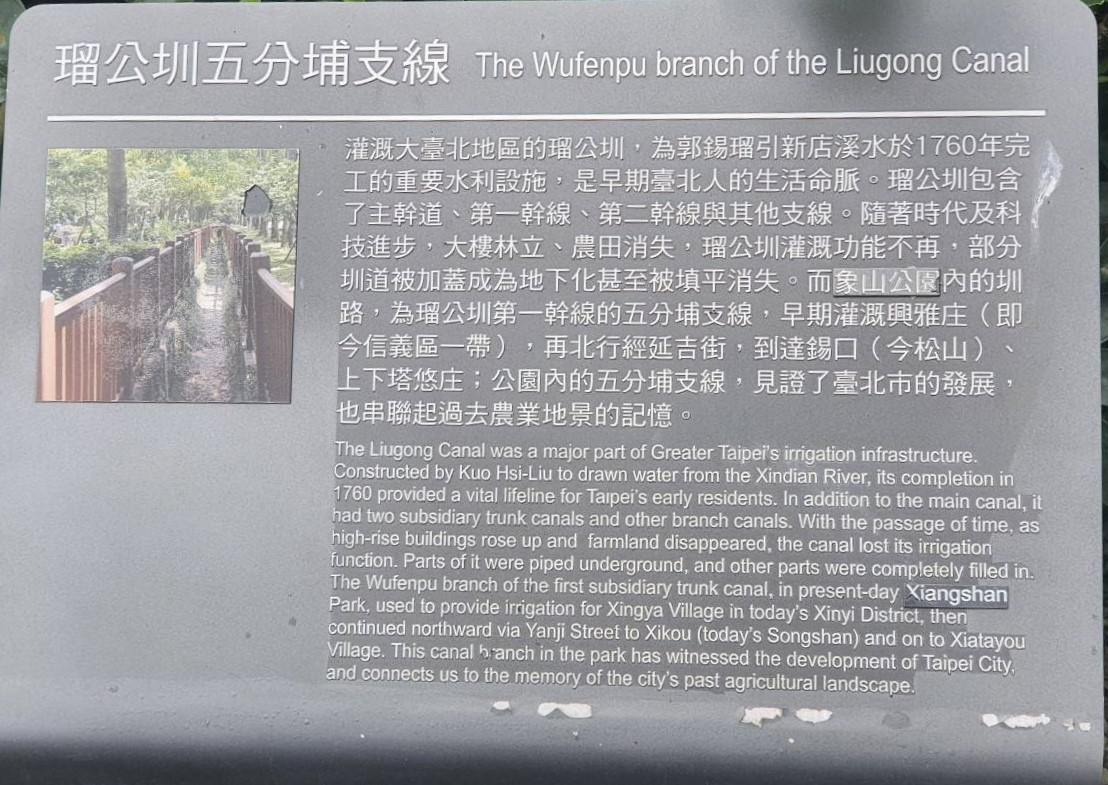 瑠公圳五分埔支線 The Wufenpu branch of the Liugong Canal
灌溉大臺北地區的瑠公圳，為郭錫瑠引新店溪水於1760年完
工的重要水利設施，是早期臺北人的生活命脈。瑠公圳包含
了主幹道、第一幹線、第二幹線與其他支線。隨著時代及科
技進步，大樓林立、農田消失，瑠公圳灌溉功能不再，部分
圳道被加蓋成為地下化甚至被填平消失。而象山公園內的圳
路，為瑠公圳第一幹線的五分埔支線，早期灌溉興雅庄（即
今信義區一帶），再北行經延吉街，到達錫口（今松山）、
上下塔悠庄；公園內的五分埔支線，見證了臺北市的發展，
也串聯起過去農業地景的記憶。
The Liugong Canal was a major part of Greater Taipei's irrigation infrastructure.
Constructed by Kuo Hsi-Liu to drawn water from the Xindian River, its completion in
1760 provided a vital lifeline for Taipei's early residents. In addition to the main canal, it
had two subsidiary trunk canals and other branch canals. With the passage of time, as
high-rise buildings rose up and farmland disappeared, the canal lost its irrigation
function. Parts of it were piped underground, and other parts were completely filled in.
The Wufenpu branch of the first subsidiary trunk canal, in present-day Xiangshan
Park, used to provide irrigation for Xingya Village in today's Xinyi District, then
continued northward via Yanji Street to Xikou (today's Songshan) and on to Xiatayou
Village. This canal branch in the park has witnessed the development of Taipei City,
and connects us to the memory of the city's past agricultural landscape.